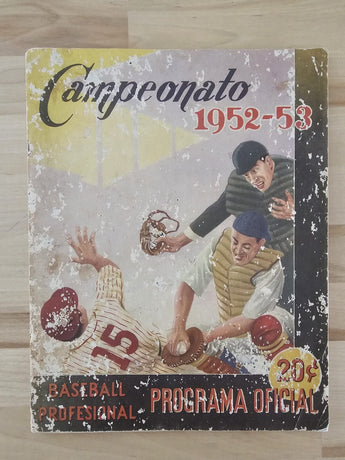 Campeonato
1952-53
15
20¢
BASEBALL
PROFESIONAL
PROGRAMA OFICIAL